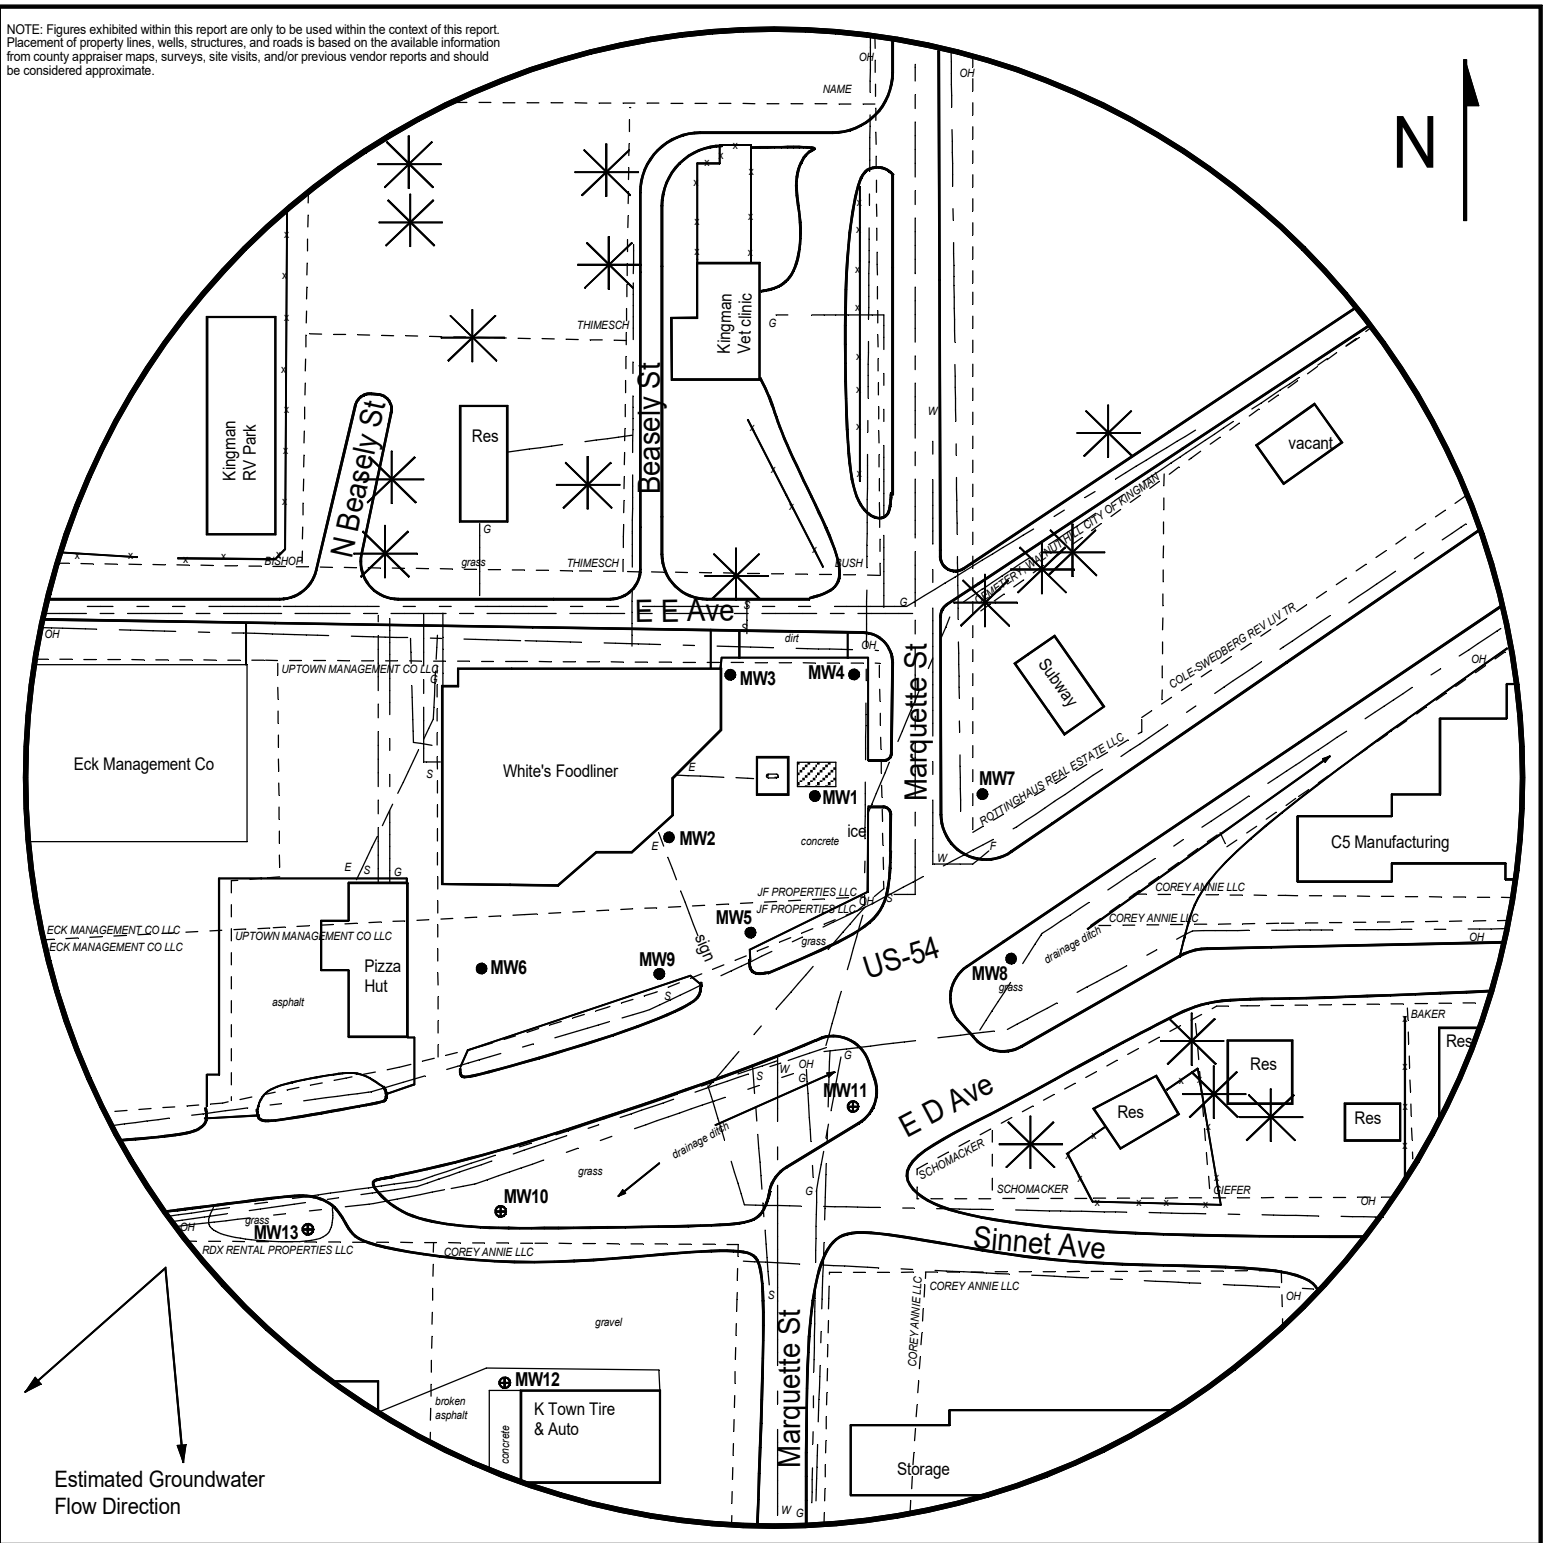 NOTE: Figures exhibited within this report are only to be used within the context of this report.
Placement of property lines, wells, structures, and roads is based on the available information
from county appraiser maps, surveys, site visits, and/or previous vendor reports and should
be considered approximate.
N
OH
OH
NAME
THIMESCH
Kingman
Vet clinic
G
Kingman
RV Park
N Beasely St
Res
Beasely St
W
vacant
G
grass
BISHOP
THIMESCH
BUSH
CEMETERY, WALNUT HILL CITY OF KINGMAN
G
E E Ave
S
S
OH
dirt
OH
UPTOWN MANAGEMENT CO LLC
G
MW3
MW4
Marquette St
Subway
COLE-SWEDBERG REV LIV TR
OH
Eck Management Co
White's Foodliner
S
E
MW1
MW7
ROTTINGHAUS REAL ESTATE LLC
ice
concrete
MW2
E
W
F
C5 Manufacturing
E
S
G
JF PROPERTIES LLC
JF PROPERTIES LLC
OH
S
COREY ANNIE LLC
COREY ANNIE LLC
ECK MANAGEMENT CO LLC
ECK MANAGEMENT CO LLC
UPTOWN MANAGEMENT CO LLC
MW5
sign
grass
US-54
drainage ditch
OH
Pizza
Hut
MW6
MW9
MW8
grass
asphalt
S
BAKER
Res
Res
G
S
W
OH
G
MW11
E D Ave
Res
Res
drainage ditch
grass
SCHOMACKER
SCHOMACKER
GIEFER
OH
G
MW10
grass
OH
MW13
RDX RENTAL PROPERTIES LLC
COREY ANNIE LLC
Sinnet Ave
COREY ANNIE LLC
COREY ANNIE LLC
OH
S
gravel
Marquette St
MW12
broken
asphalt
concrete
K Town Tire
& Auto
Storage
W
G
Estimated Groundwater
Flow Direction